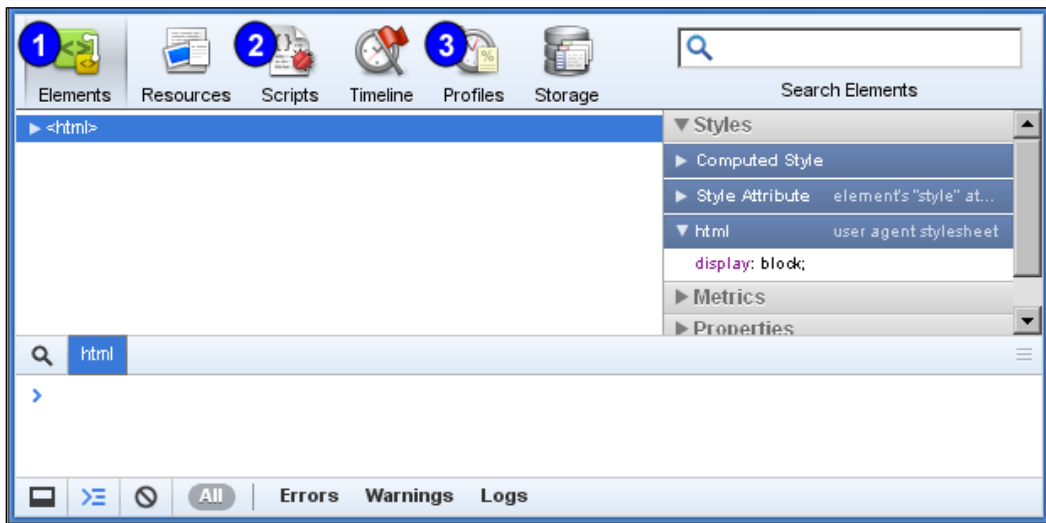 1 2 3
Elements Resources Scripts Timeline Profiles Storage Search Elements
<html>
Styles
Computed Style
Style Attribute element's "style" at...
html user agent stylesheet
display: block;
Metrics
Properties
html
All Errors Warnings Logs